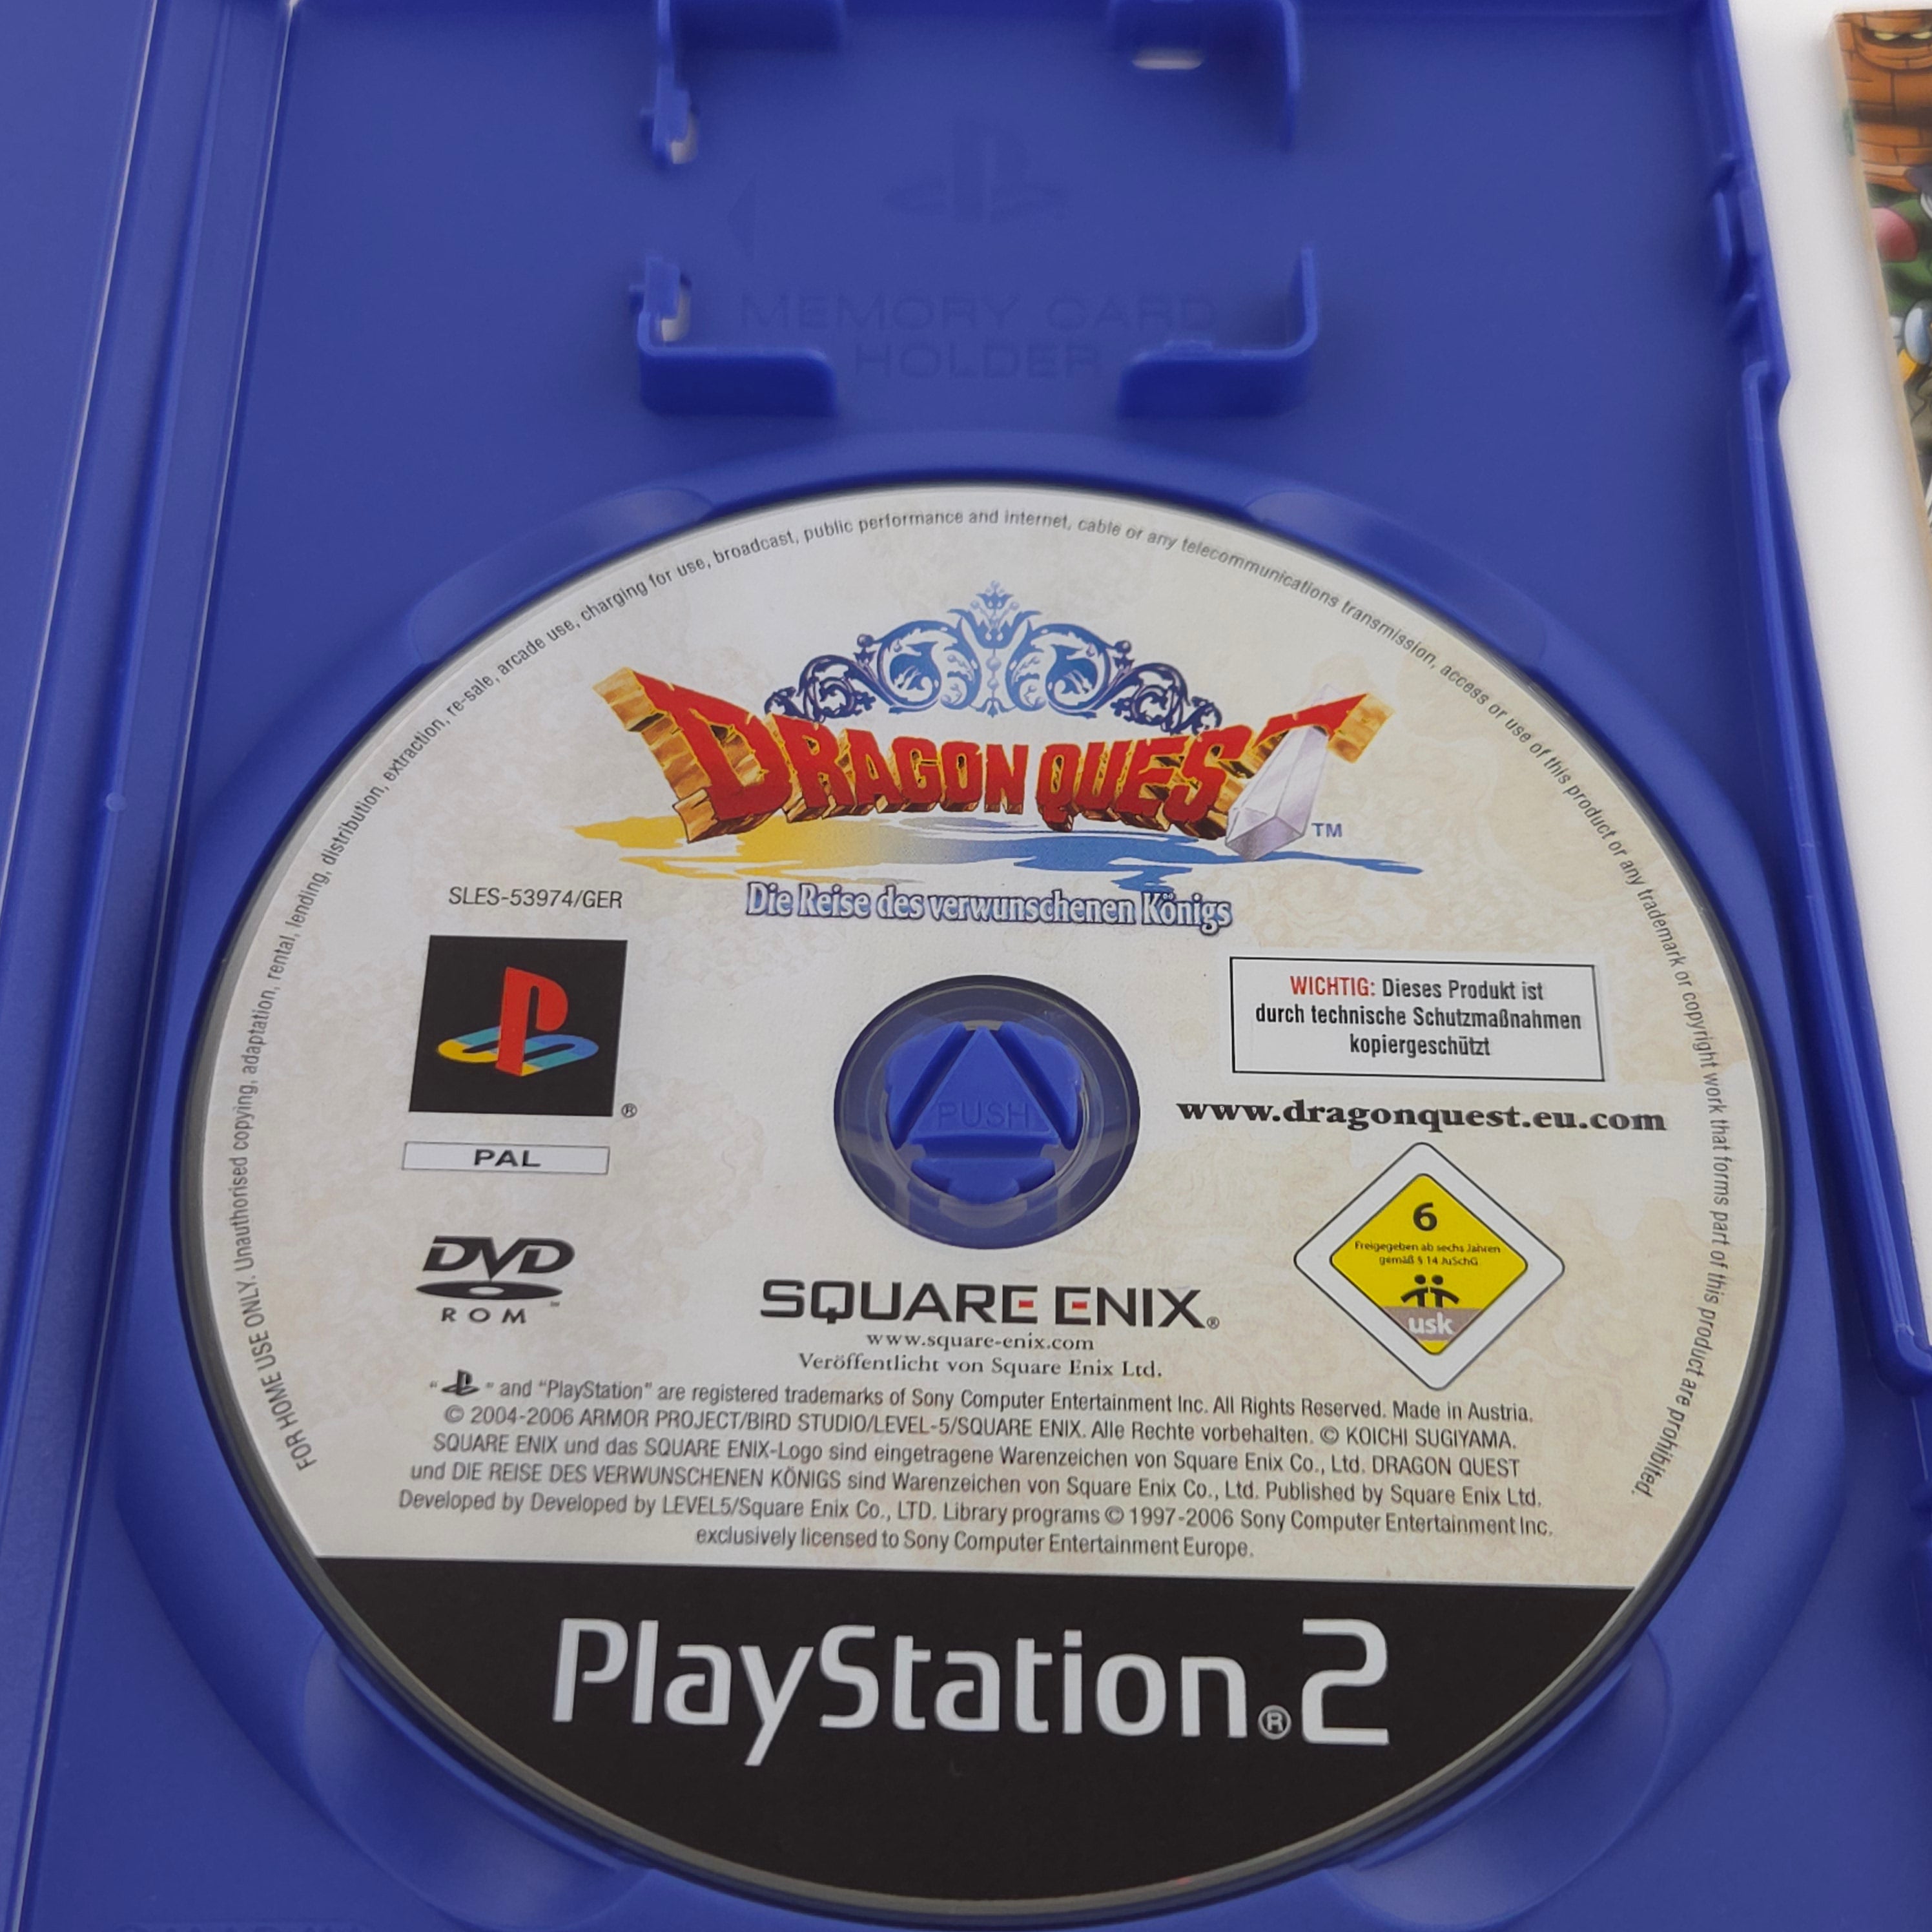 MEMORY CARD
HOLDER
FOR HOME USE ONLY. Unauthorised copying, adaptation, rental, lending, distribution, extraction, re-sale, arcade use, charging for use, broadcast, public performance and internet, cable or any telecommunications transmission, access or use of this product or any trademark or copyright work that forms part of this product are prohibited.
DRAGON QUEST
TM
Die Reise des verwunschenen Königs
SLES-53974/GER
WICHTIG: Dieses Produkt ist
durch technische Schutzmaßnahmen
kopiergeschützt
®
PUSH
www.dragonquest.eu.com
PAL
6
Freigegeben ab sechs Jahren
gemäß § 14 JuSchG
usk
DVD
ROM
™
SQUARE ENIX®
www.square-enix.com
Veröffentlicht von Square Enix Ltd.
" " and "PlayStation" are registered trademarks of Sony Computer Entertainment Inc. All Rights Reserved. Made in Austria.
© 2004-2006 ARMOR PROJECT/BIRD STUDIO/LEVEL-5/SQUARE ENIX. Alle Rechte vorbehalten. © KOICHI SUGIYAMA.
SQUARE ENIX und das SQUARE ENIX-Logo sind eingetragene Warenzeichen von Square Enix Co., Ltd. DRAGON QUEST
und DIE REISE DES VERWUNSCHENEN KÖNIGS sind Warenzeichen von Square Enix Co., Ltd. Published by Square Enix Ltd.
Developed by Developed by LEVEL5/Square Enix Co., LTD. Library programs © 1997-2006 Sony Computer Entertainment Inc.
exclusively licensed to Sony Computer Entertainment Europe.
PlayStation®2